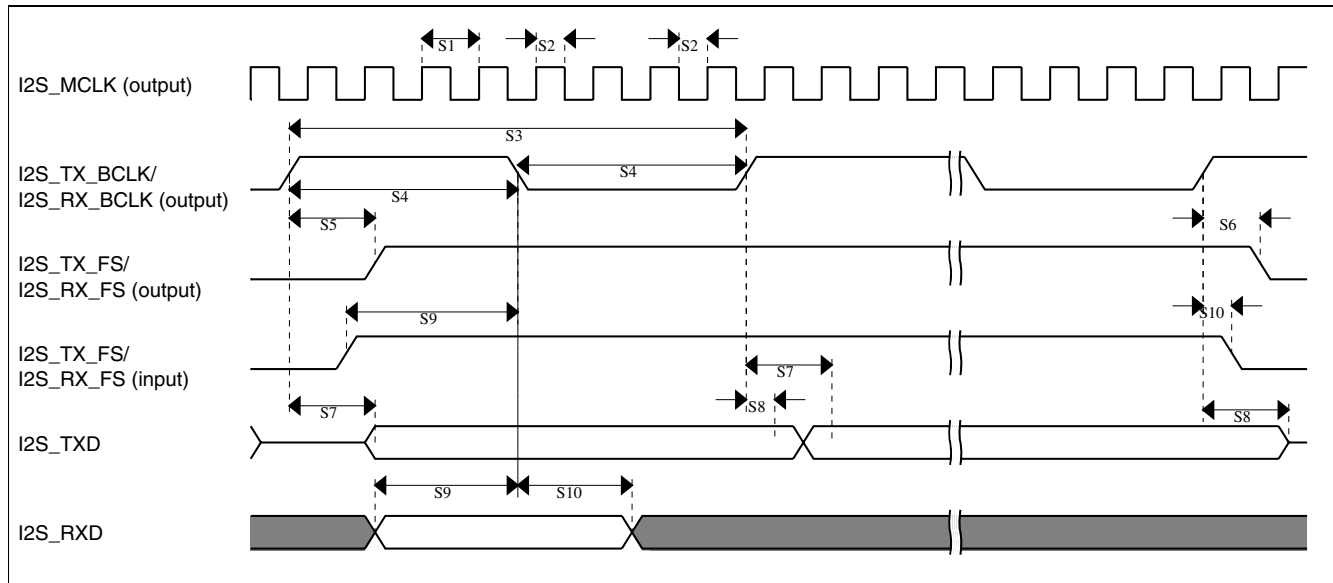 S1 S2 S2
I2S_MCLK (output)
S3
I2S_TX_BCLK/
I2S_RX_BCLK (output)
S4
S4
S5 S6
I2S_TX_FS/
I2S_RX_FS (output)
S9 S10
I2S_TX_FS/
I2S_RX_FS (input)
S7
S7 S8 S8
I2S_TXD
S9 S10
I2S_RXD